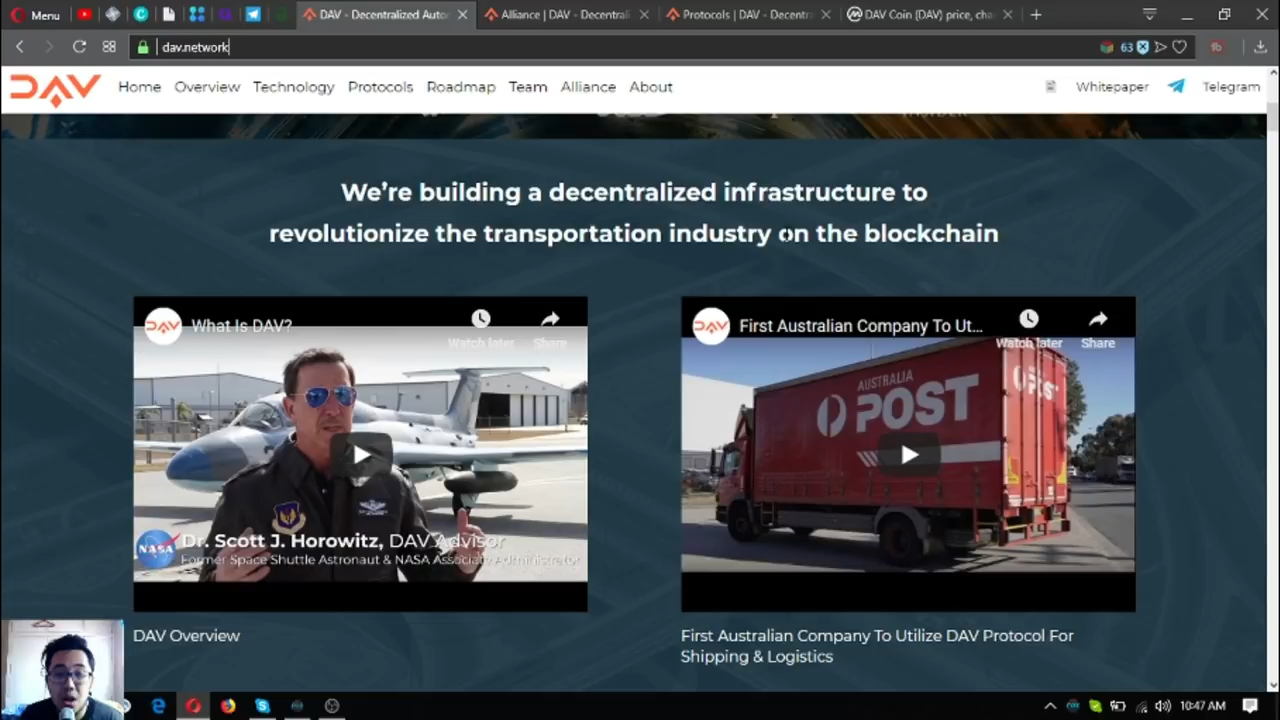 Menu
DAV - Decentralized Auto
Alliance | DAV - Decentrali
Protocols | DAV - Decentr
DAV Coin (DAV) price, cha
dav.network
63
DAV
Home
Overview
Technology
Protocols
Roadmap
Team
Alliance
About
Whitepaper
Telegram
We're building a decentralized infrastructure to
revolutionize the transportation industry on the blockchain
DAV
What Is DAV?
Watch later
Share
NASA
Dr. Scott J. Horowitz, DAV Advisor
Former Space Shuttle Astronaut & NASA Associate Administrator
DAV Overview
DAV
First Australian Company To Ut...
Watch later
Share
AUSTRALIA
POST
POST
First Australian Company To Utilize DAV Protocol For
Shipping & Logistics
10:47 AM